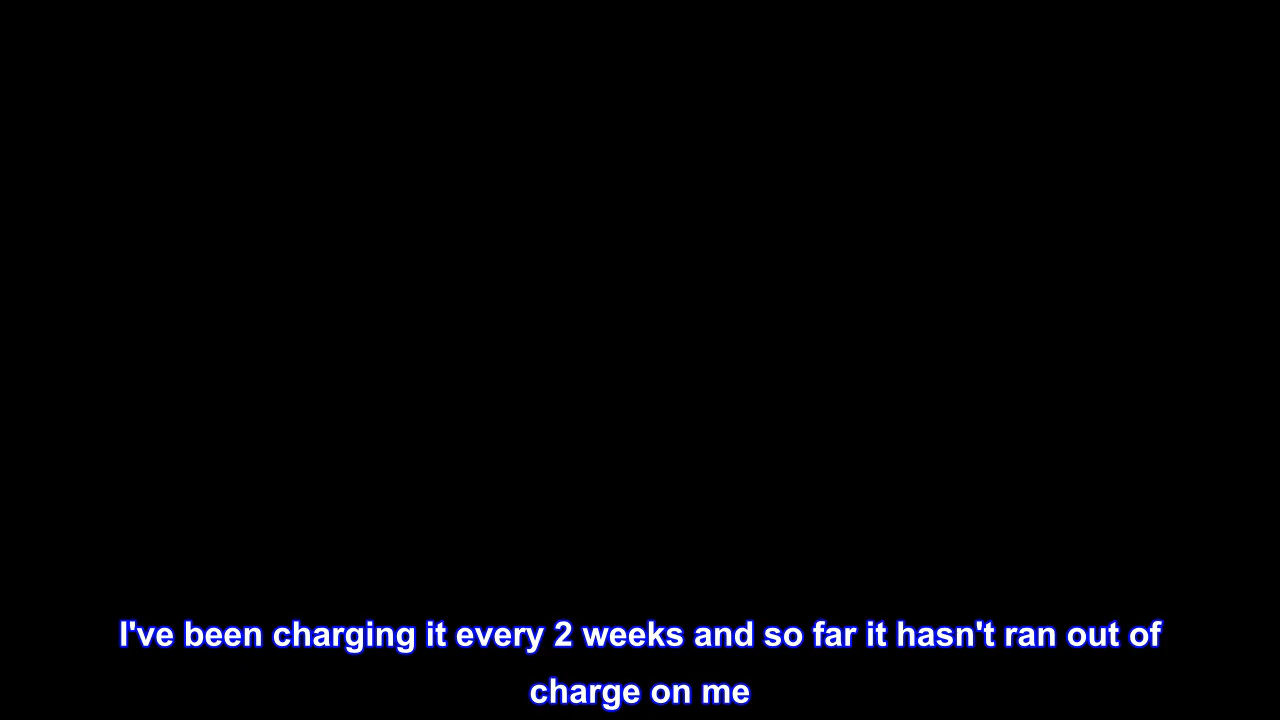 I've been charging it every 2 weeks and so far it hasn't ran out of
charge on me